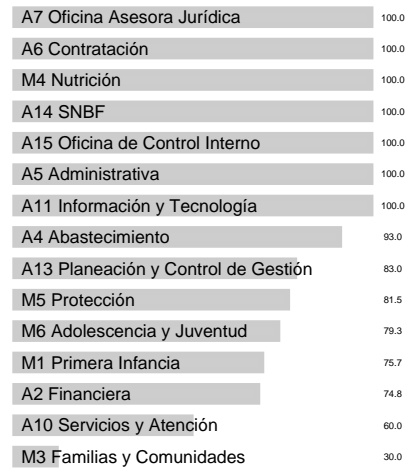 A7 Oficina Asesora Jurídica 100.0
A6 Contratación 100.0
M4 Nutrición 100.0
A14 SNBF 100.0
A15 Oficina de Control Interno 100.0
A5 Administrativa 100.0
A11 Información y Tecnología 100.0
A4 Abastecimiento 93.0
A13 Planeación y Control de Gestión 83.0
M5 Protección 81.5
M6 Adolescencia y Juventud 79.3
M1 Primera Infancia 75.7
A2 Financiera 74.8
A10 Servicios y Atención 60.0
M3 Familias y Comunidades 30.0